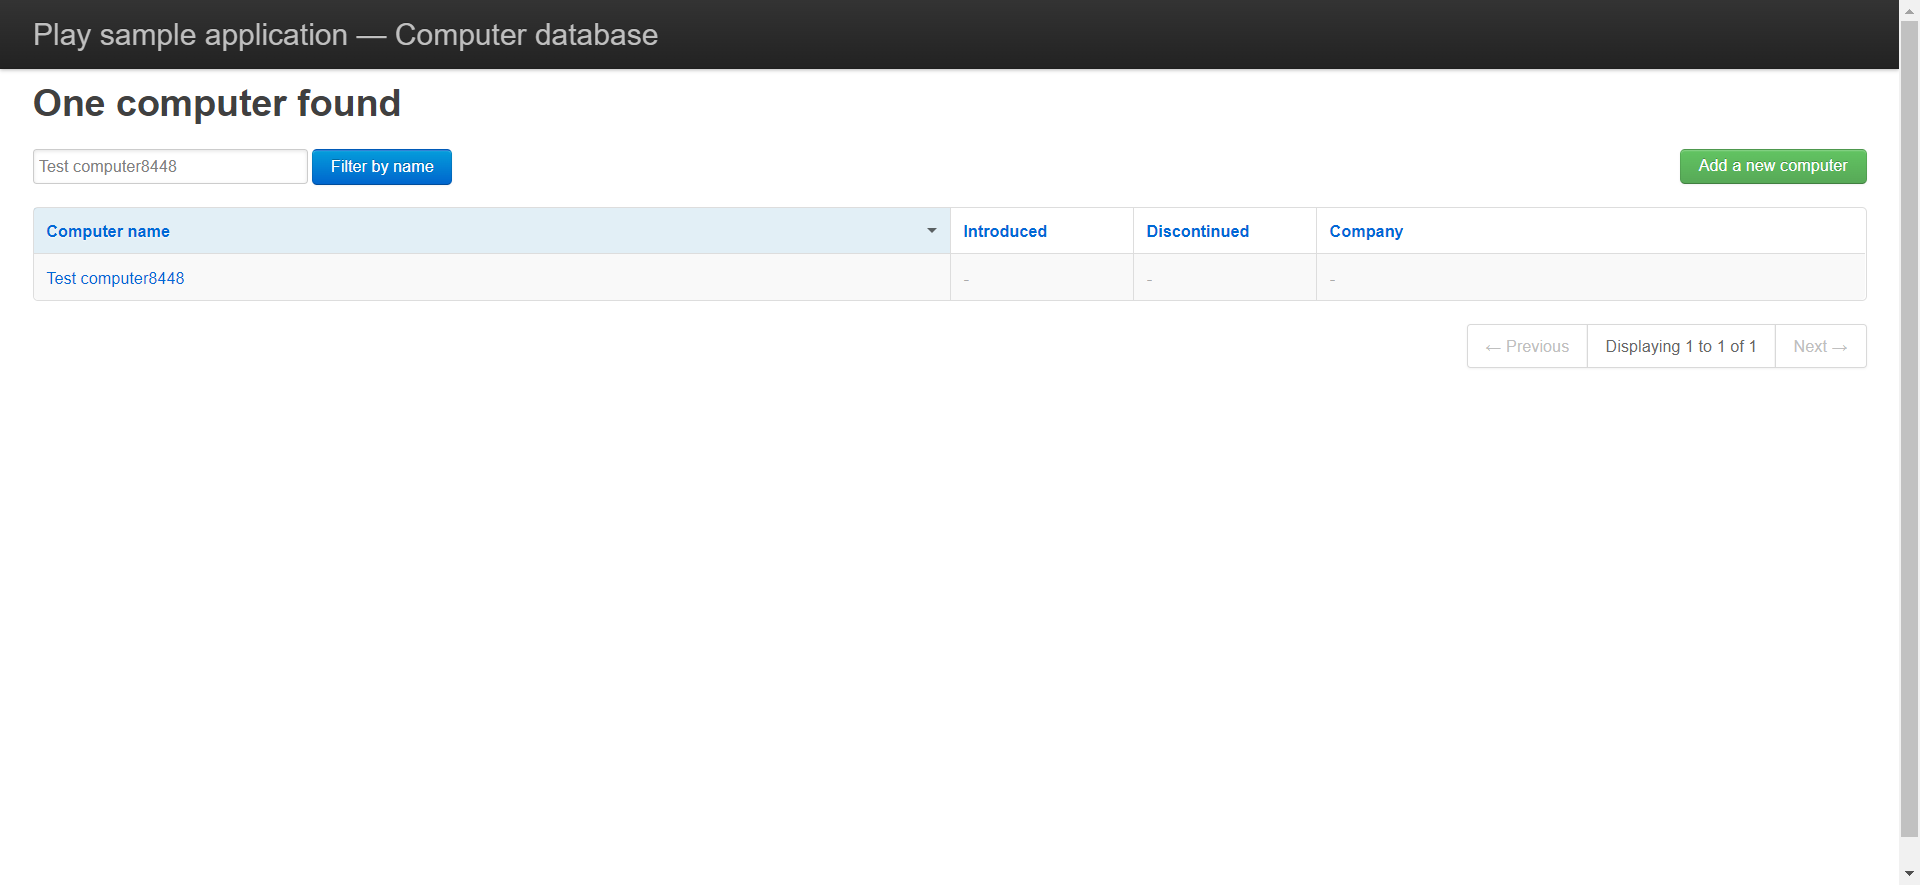 Play sample application — Computer database
One computer found
Test computer8448 Filter by name Add a new computer
Computer name Introduced Discontinued Company
Test computer8448 - - -
← Previous Displaying 1 to 1 of 1 Next →